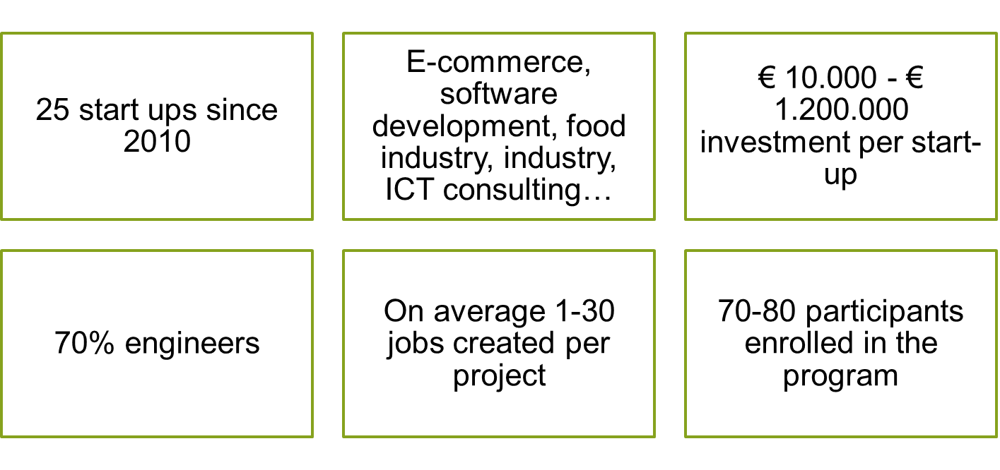 25 start ups since
2010
E-commerce,
software
development, food
industry, industry,
ICT consulting…
€ 10.000 - €
1.200.000
investment per start-
up
70% engineers
On average 1-30
jobs created per
project
70-80 participants
enrolled in the
program